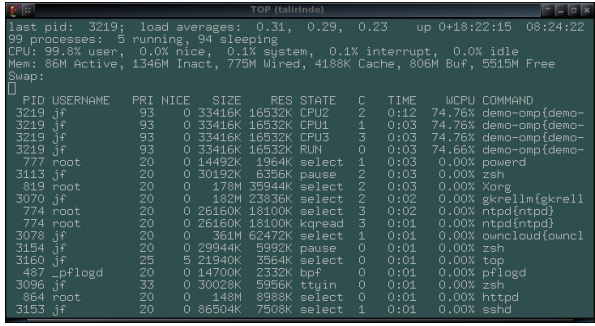 TOP (tallrinde)
last pid:  3219;  load averages:  0.31,  0.29,  0.23    up 0+18:22:15  08:24:22
99 processes:  5 running, 94 sleeping
CPU: 99.8% user,  0.0% nice,  0.1% system,  0.1% interrupt,  0.0% idle
Mem: 86M Active, 1346M Inact, 775M Wired, 4188K Cache, 806M Buf, 5515M Free
Swap:
PID USERNAME   PRI NICE   SIZE    RES STATE   C   TIME    WCPU COMMAND
3219 jf          93    0 33416K 16532K CPU2    2   0:12  74.76% demo-omp{demo-
3219 jf          93    0 33416K 16532K CPU1    1   0:03  74.76% demo-omp{demo-
3219 jf          93    0 33416K 16532K CPU3    3   0:03  74.76% demo-omp{demo-
3219 jf          93    0 33416K 16532K RUN     0   0:03  74.66% demo-omp{demo-
777 root        20    0 14492K  1964K select  1   0:03   0.00% powerd
3113 jf          20    0 30192K  6356K pause   2   0:03   0.00% zsh
819 root        20    0   178M 35944K select  2   0:03   0.00% Xorg
3070 jf          20    0   182M 23836K select  2   0:02   0.00% gkrellm{gkrell
774 root        20    0 26160K 18100K select  3   0:02   0.00% ntpd{ntpd}
774 root        20    0 26160K 18100K kqread  3   0:01   0.00% ntpd{ntpd}
3078 jf          20    0   361M 62472K select  1   0:01   0.00% owncloud{owncl
3154 jf          20    0 29944K  5992K pause   0   0:01   0.00% zsh
3160 jf          25    5 21940K  3564K select  0   0:01   0.00% top
487 _pflogd     20    0 14700K  2332K bpf     0   0:01   0.00% pflogd
3096 jf          33    0 30028K  5956K ttyin   0   0:01   0.00% zsh
864 root        20    0   148M  8988K select  0   0:01   0.00% httpd
3153 jf          20    0 86504K  7508K select  1   0:01   0.00% sshd